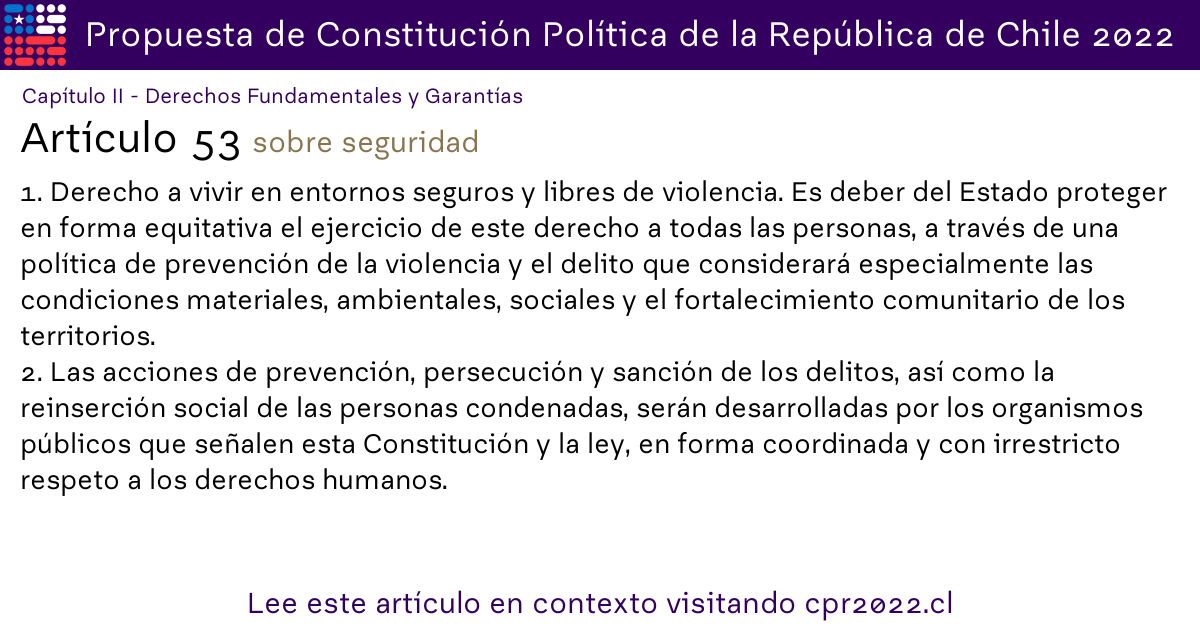 Propuesta de Constitución Política de la República de Chile 2022
Capítulo II - Derechos Fundamentales y Garantías
Artículo 53 sobre seguridad
1. Derecho a vivir en entornos seguros y libres de violencia. Es deber del Estado proteger
en forma equitativa el ejercicio de este derecho a todas las personas, a través de una
política de prevención de la violencia y el delito que considerará especialmente las
condiciones materiales, ambientales, sociales y el fortalecimiento comunitario de los
territorios.
2. Las acciones de prevención, persecución y sanción de los delitos, así como la
reinserción social de las personas condenadas, serán desarrolladas por los organismos
públicos que señalen esta Constitución y la ley, en forma coordinada y con irrestricto
respeto a los derechos humanos.
Lee este artículo en contexto visitando cpr2022.cl